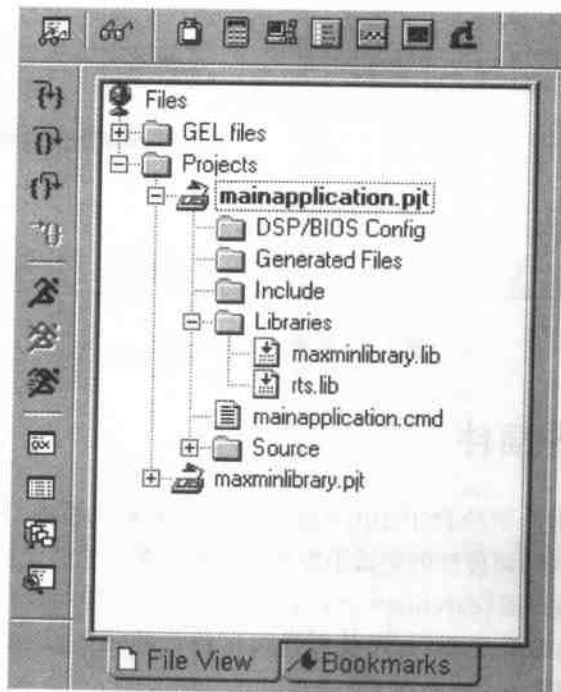 Files
GEL files
Projects
mainapplication.pjt
DSP/BIOS Config
Generated Files
Include
Libraries
maxminlibrary.lib
rts.lib
mainapplication.cmd
Source
maxminlibrary.pjt
File View
Bookmarks